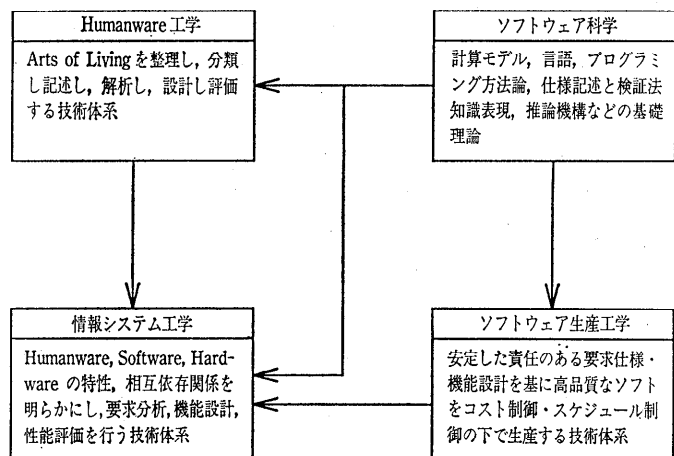 Humanware 工学
Arts of Living を整理し，分類
し記述し，解析し，設計し評価
する技術体系
ソフトウェア科学
計算モデル，言語，プログラミ
ング方法論，仕様記述と検証法
知識表現，推論機構などの基礎
理論
情報システム工学
Humanware, Software, Hard-
ware の特性，相互依存関係を
明らかにし，要求分析，機能設計，
性能評価を行う技術体系
ソフトウェア生産工学
安定した責任のある要求仕様・
機能設計を基に高品質なソフト
をコスト制御・スケジュール制
御の下で生産する技術体系